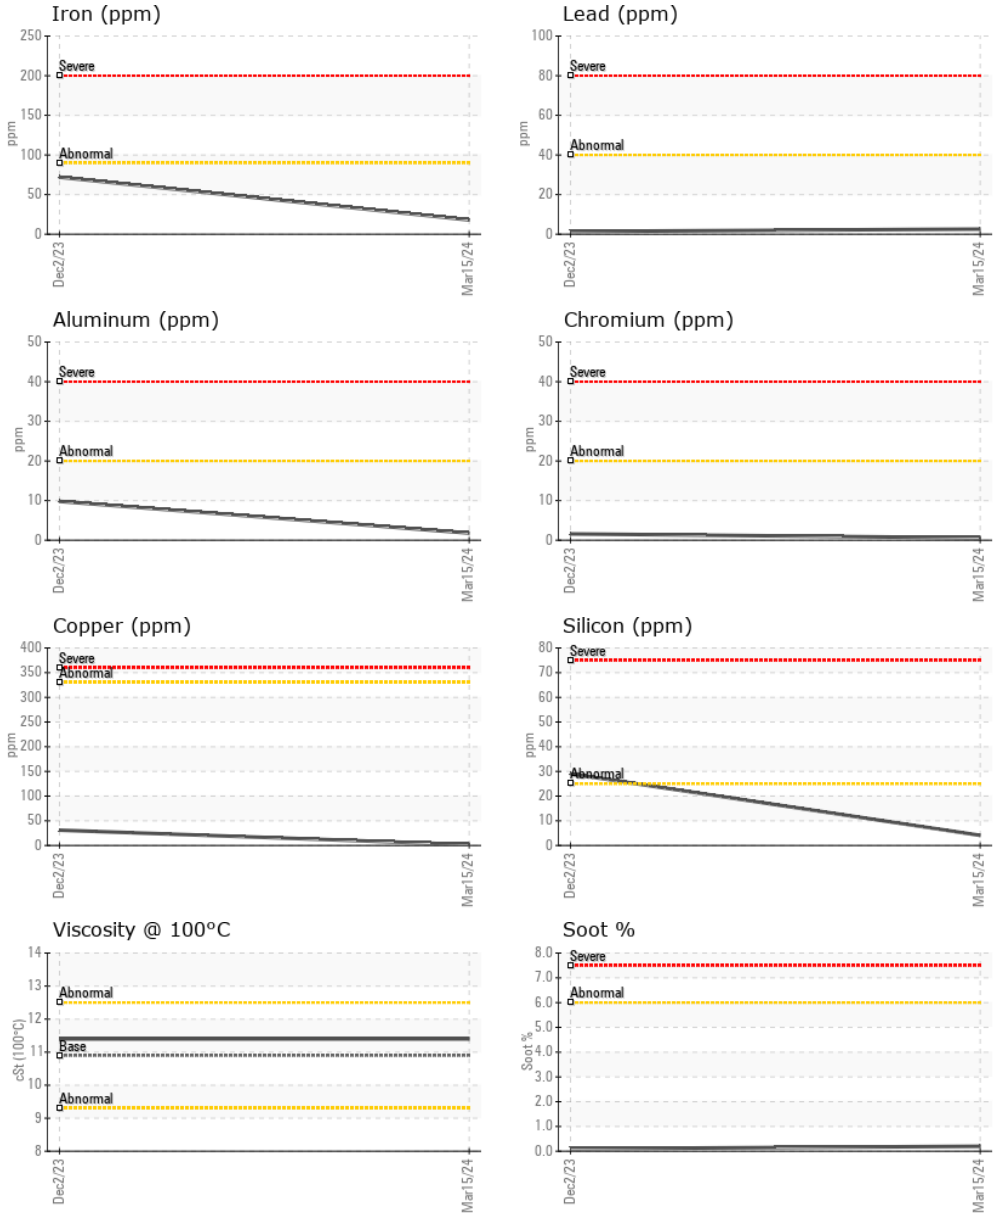 Iron (ppm)
250
200
150
100
50
0
ppm
Severe
Abnormal
Dec2/23
Mar15/24
Lead (ppm)
100
80
60
40
20
0
ppm
Severe
Abnormal
Dec2/23
Mar15/24
Aluminum (ppm)
50
40
30
20
10
0
ppm
Severe
Abnormal
Dec2/23
Mar15/24
Chromium (ppm)
50
40
30
20
10
0
ppm
Severe
Abnormal
Dec2/23
Mar15/24
Copper (ppm)
400
350
300
250
200
150
100
50
0
ppm
Severe
Abnormal
Dec2/23
Mar15/24
Silicon (ppm)
80
70
60
50
40
30
20
10
0
ppm
Severe
Abnormal
Dec2/23
Mar15/24
Viscosity @ 100°C
14
13
12
11
10
9
8
cSt (100°C)
Abnormal
Base
Abnormal
Dec2/23
Mar15/24
Soot %
8.0
7.0
6.0
5.0
4.0
3.0
2.0
1.0
0.0
Soot %
Severe
Abnormal
Dec2/23
Mar15/24